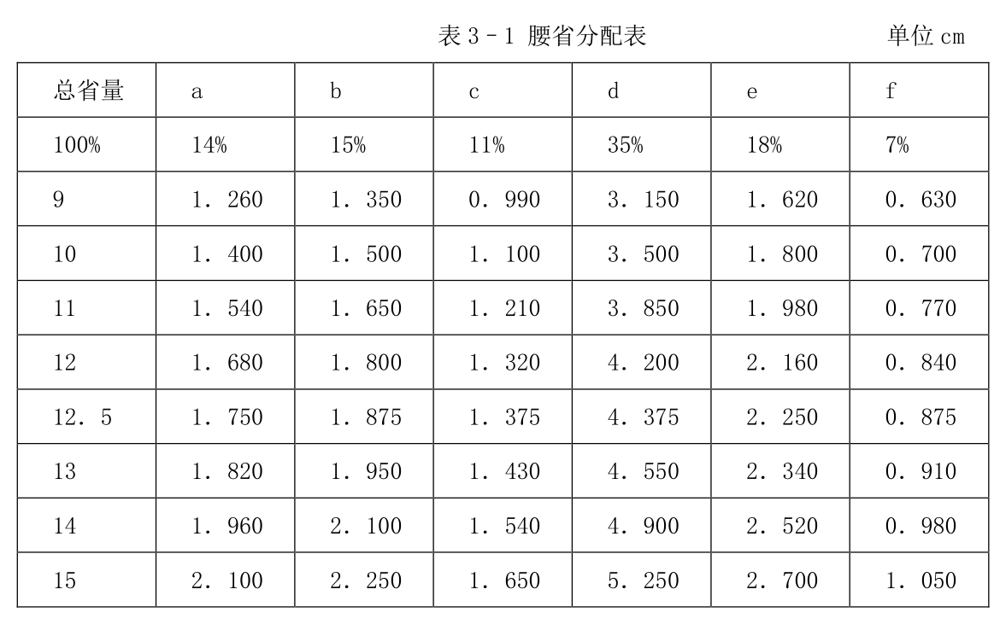 表3-1 腰省分配表 单位cm
总省量 a b c d e f
100% 14% 15% 11% 35% 18% 7%
9 1. 260 1. 350 0. 990 3. 150 1. 620 0. 630
10 1. 400 1. 500 1. 100 3. 500 1. 800 0. 700
11 1. 540 1. 650 1. 210 3. 850 1. 980 0. 770
12 1. 680 1. 800 1. 320 4. 200 2. 160 0. 840
12. 5 1. 750 1. 875 1. 375 4. 375 2. 250 0. 875
13 1. 820 1. 950 1. 430 4. 550 2. 340 0. 910
14 1. 960 2. 100 1. 540 4. 900 2. 520 0. 980
15 2. 100 2. 250 1. 650 5. 250 2. 700 1. 050